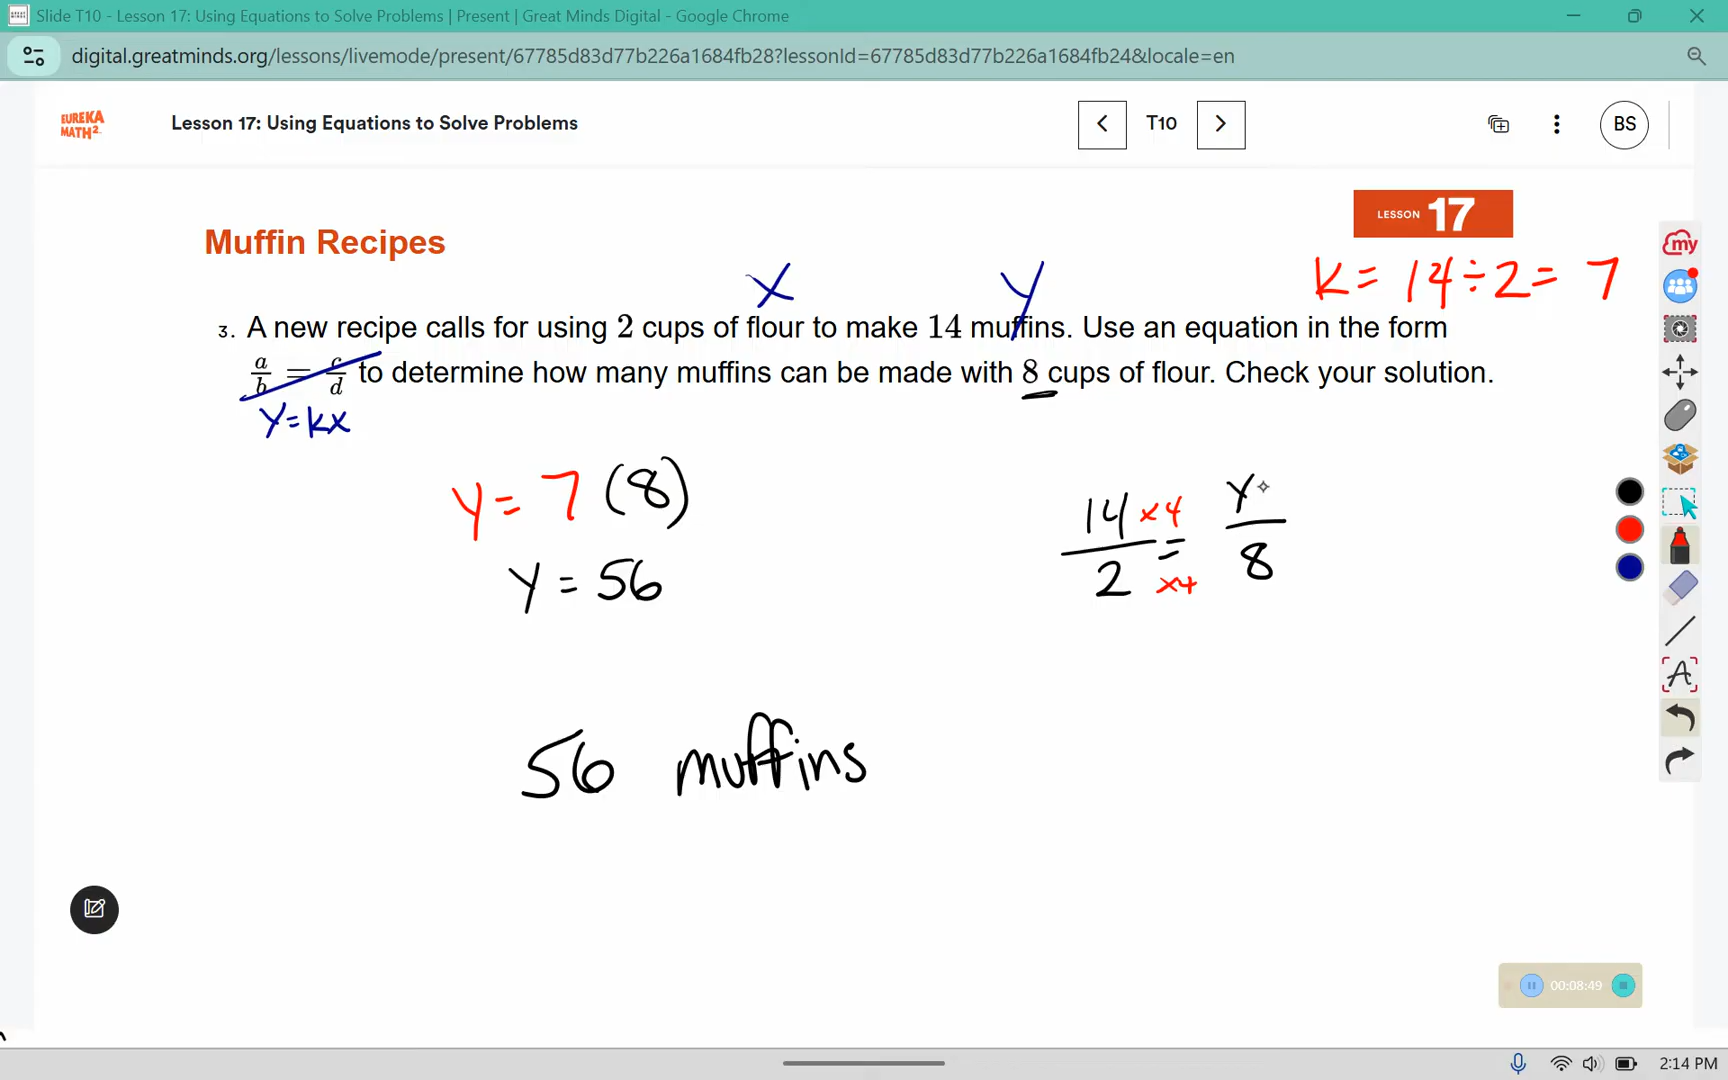 Slide T10 - Lesson 17: Using Equations to Solve Problems | Present | Great Minds Digital - Google Chrome
digital.greatminds.org/lessons/livemode/present/67785d83d77b226a1684fb28?lessonId=67785d83d77b226a1684fb24&locale=en
EUREKA MATH²
Lesson 17: Using Equations to Solve Problems
T10
BS
LESSON 17
Muffin Recipes
k = 14 ÷ 2 = 7
x y
3. A new recipe calls for using 2 cups of flour to make 14 muffins. Use an equation in the form
a/b = c/d to determine how many muffins can be made with 8 cups of flour. Check your solution.
y = kx
y = 7 (8)
14/2 = y/8
x4
x4
y = 56
56 muffins
my
A
00:08:49
2:14 PM